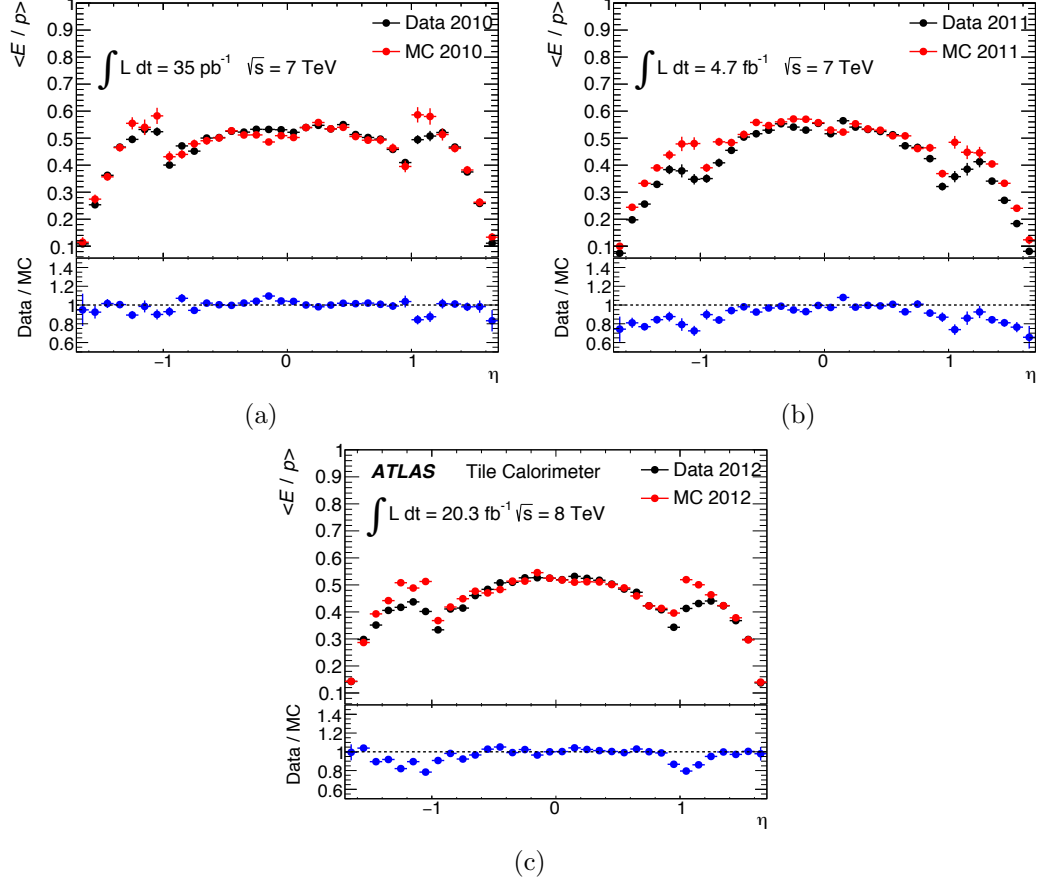 <E / p>
1
0.9
0.8
0.7
0.6
0.5
0.4
0.3
0.2
0.1
Data 2010
MC 2010
∫ L dt = 35 pb⁻¹ √s = 7 TeV
Data / MC
1.4
1.2
1
0.8
0.6
−1 0 1
η
(a)
<E / p>
1
0.9
0.8
0.7
0.6
0.5
0.4
0.3
0.2
0.1
Data 2011
MC 2011
∫ L dt = 4.7 fb⁻¹ √s = 7 TeV
Data / MC
1.4
1.2
1
0.8
0.6
−1 0 1
η
(b)
<E / p>
1
0.9
0.8
0.7
0.6
0.5
0.4
0.3
0.2
0.1
ATLAS Tile Calorimeter
Data 2012
MC 2012
∫ L dt = 20.3 fb⁻¹ √s = 8 TeV
Data / MC
1.4
1.2
1
0.8
0.6
−1 0 1
η
(c)